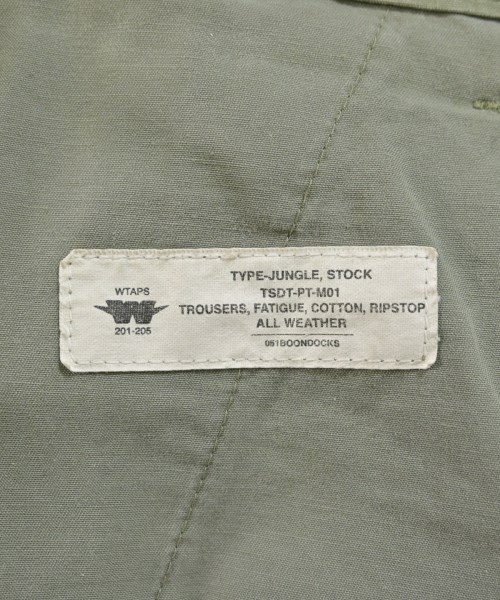 WTAPS
W
201-205
TYPE-JUNGLE, STOCK
TSDT-PT-M01
TROUSERS, FATIGUE, COTTON, RIPSTOP
ALL WEATHER
061BOONDOCKS